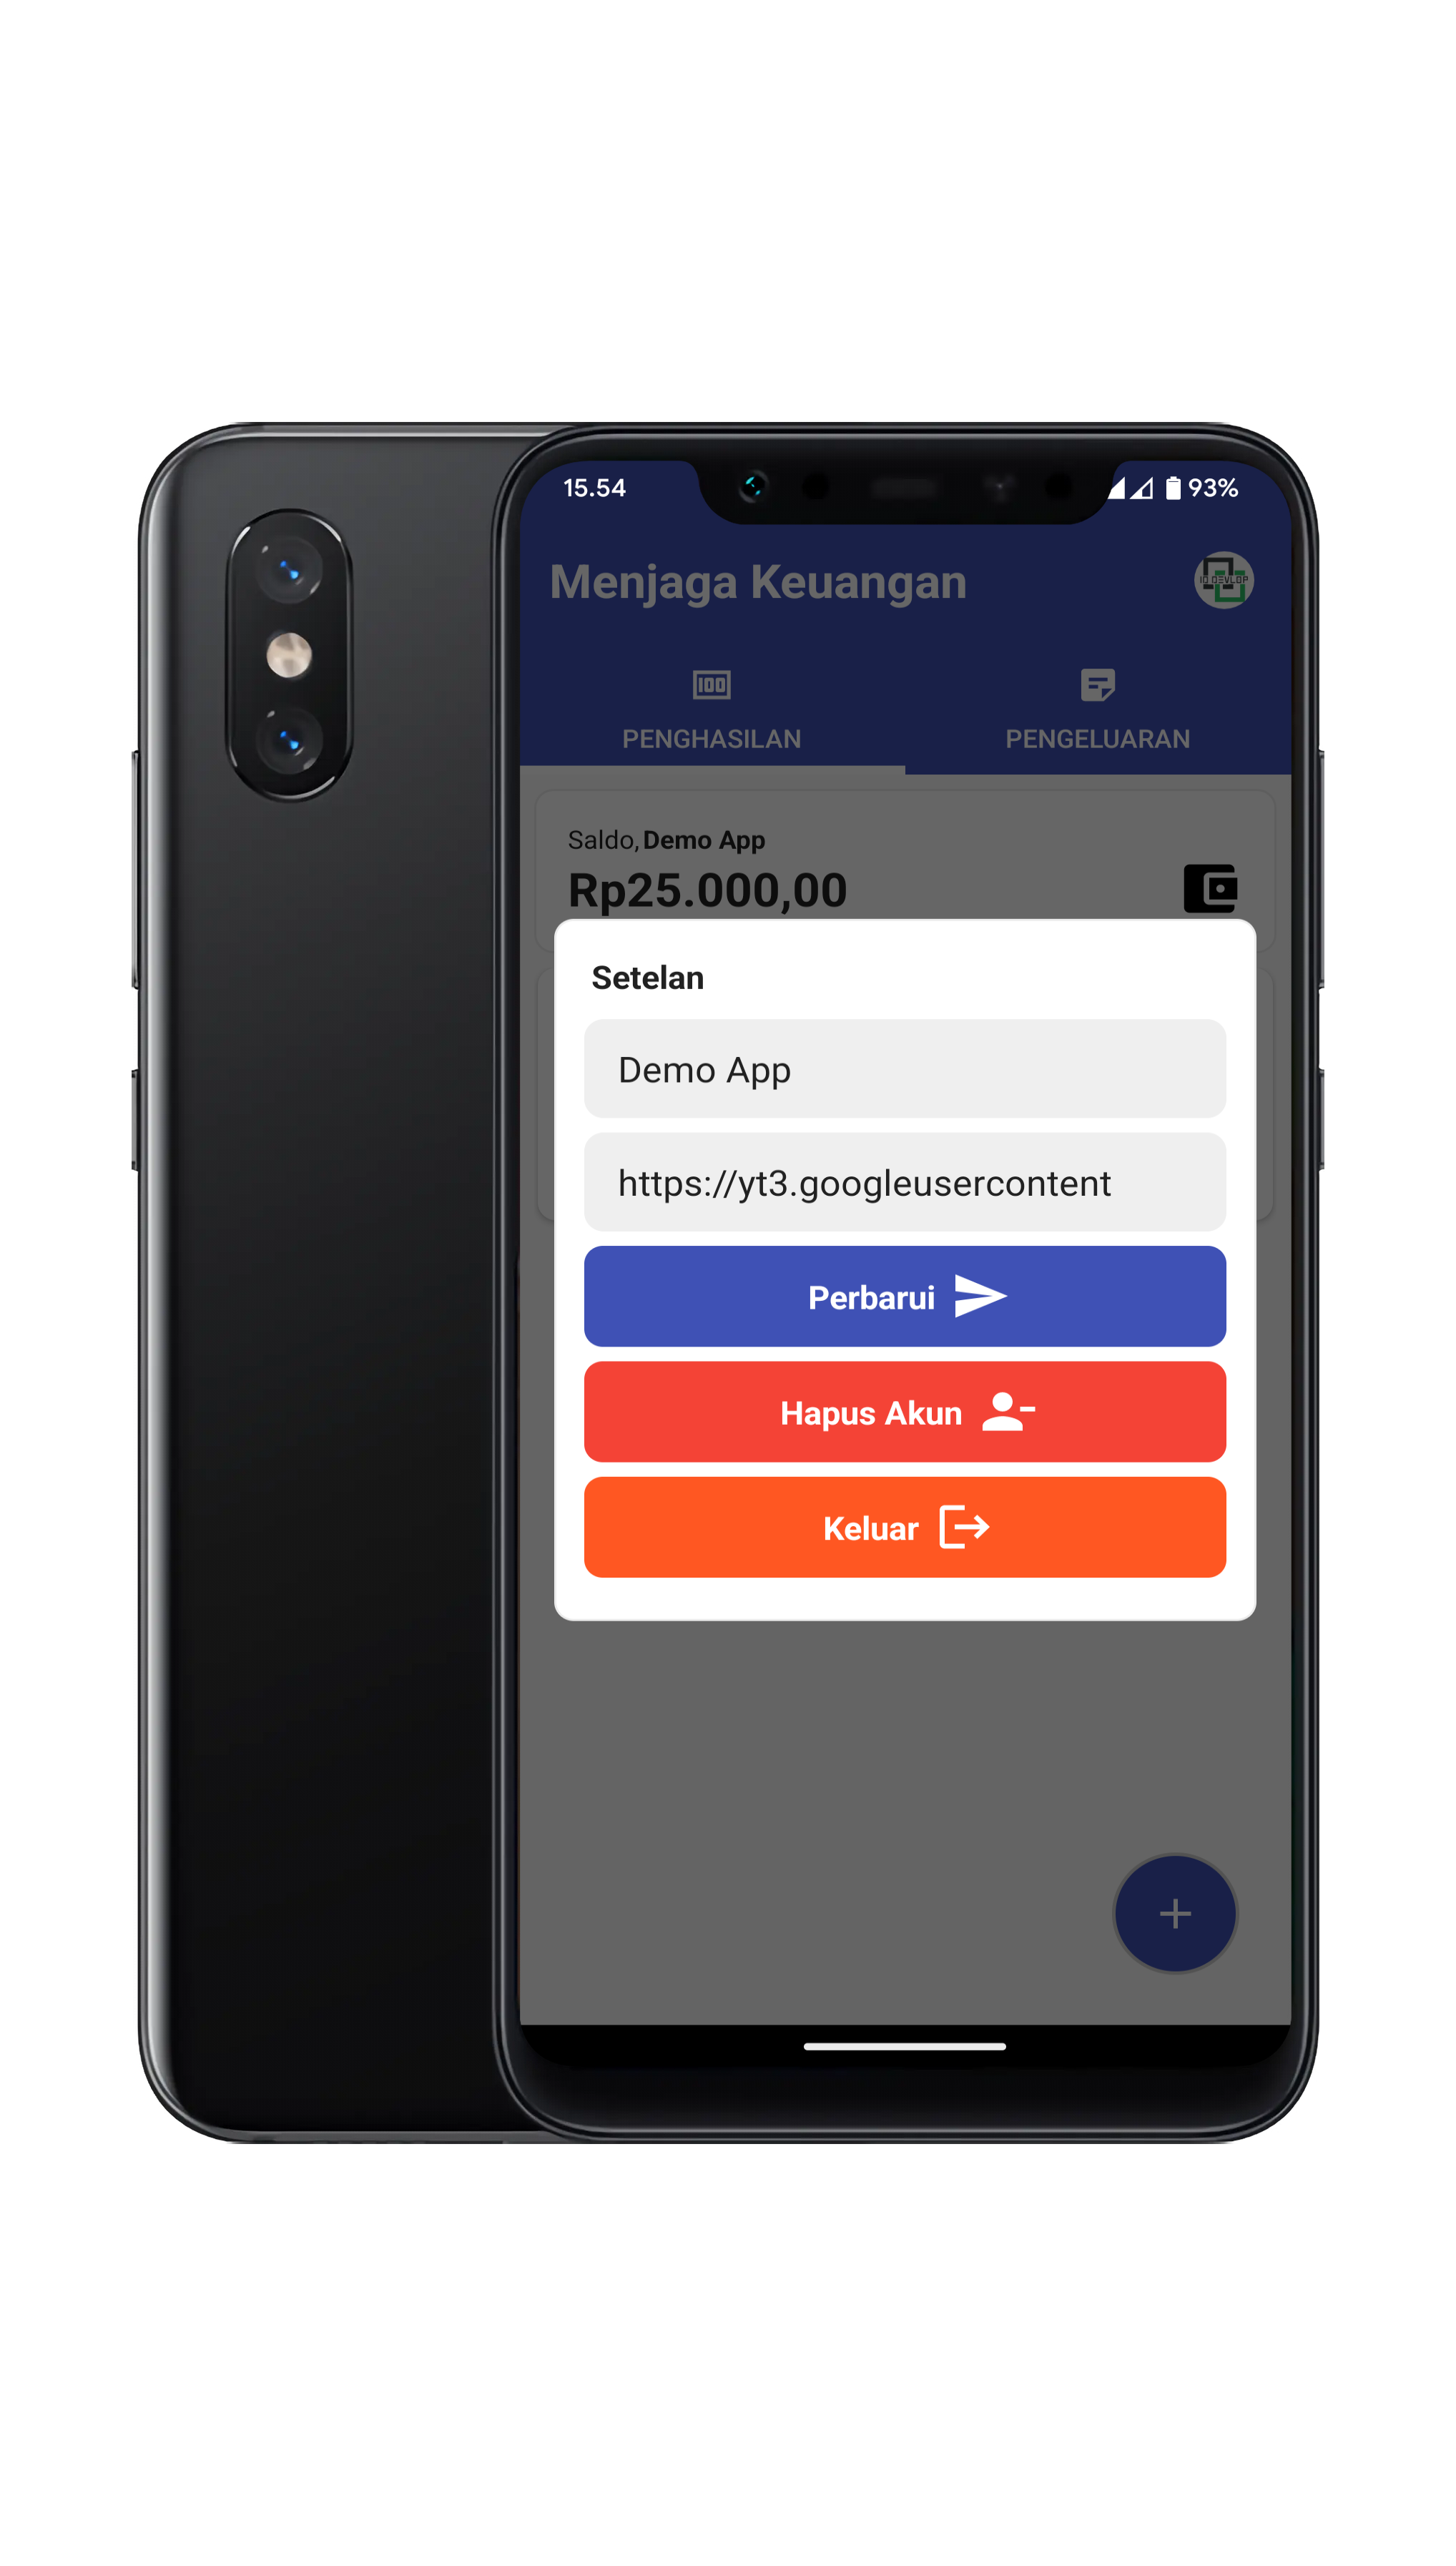 15.54
93%
Menjaga Keuangan
ID DEVLOP
100
PENGHASILAN
PENGELUARAN
Saldo, Demo App
Rp25.000,00
Setelan
Demo App
https://yt3.googleusercontent
Perbarui
Hapus Akun
Keluar